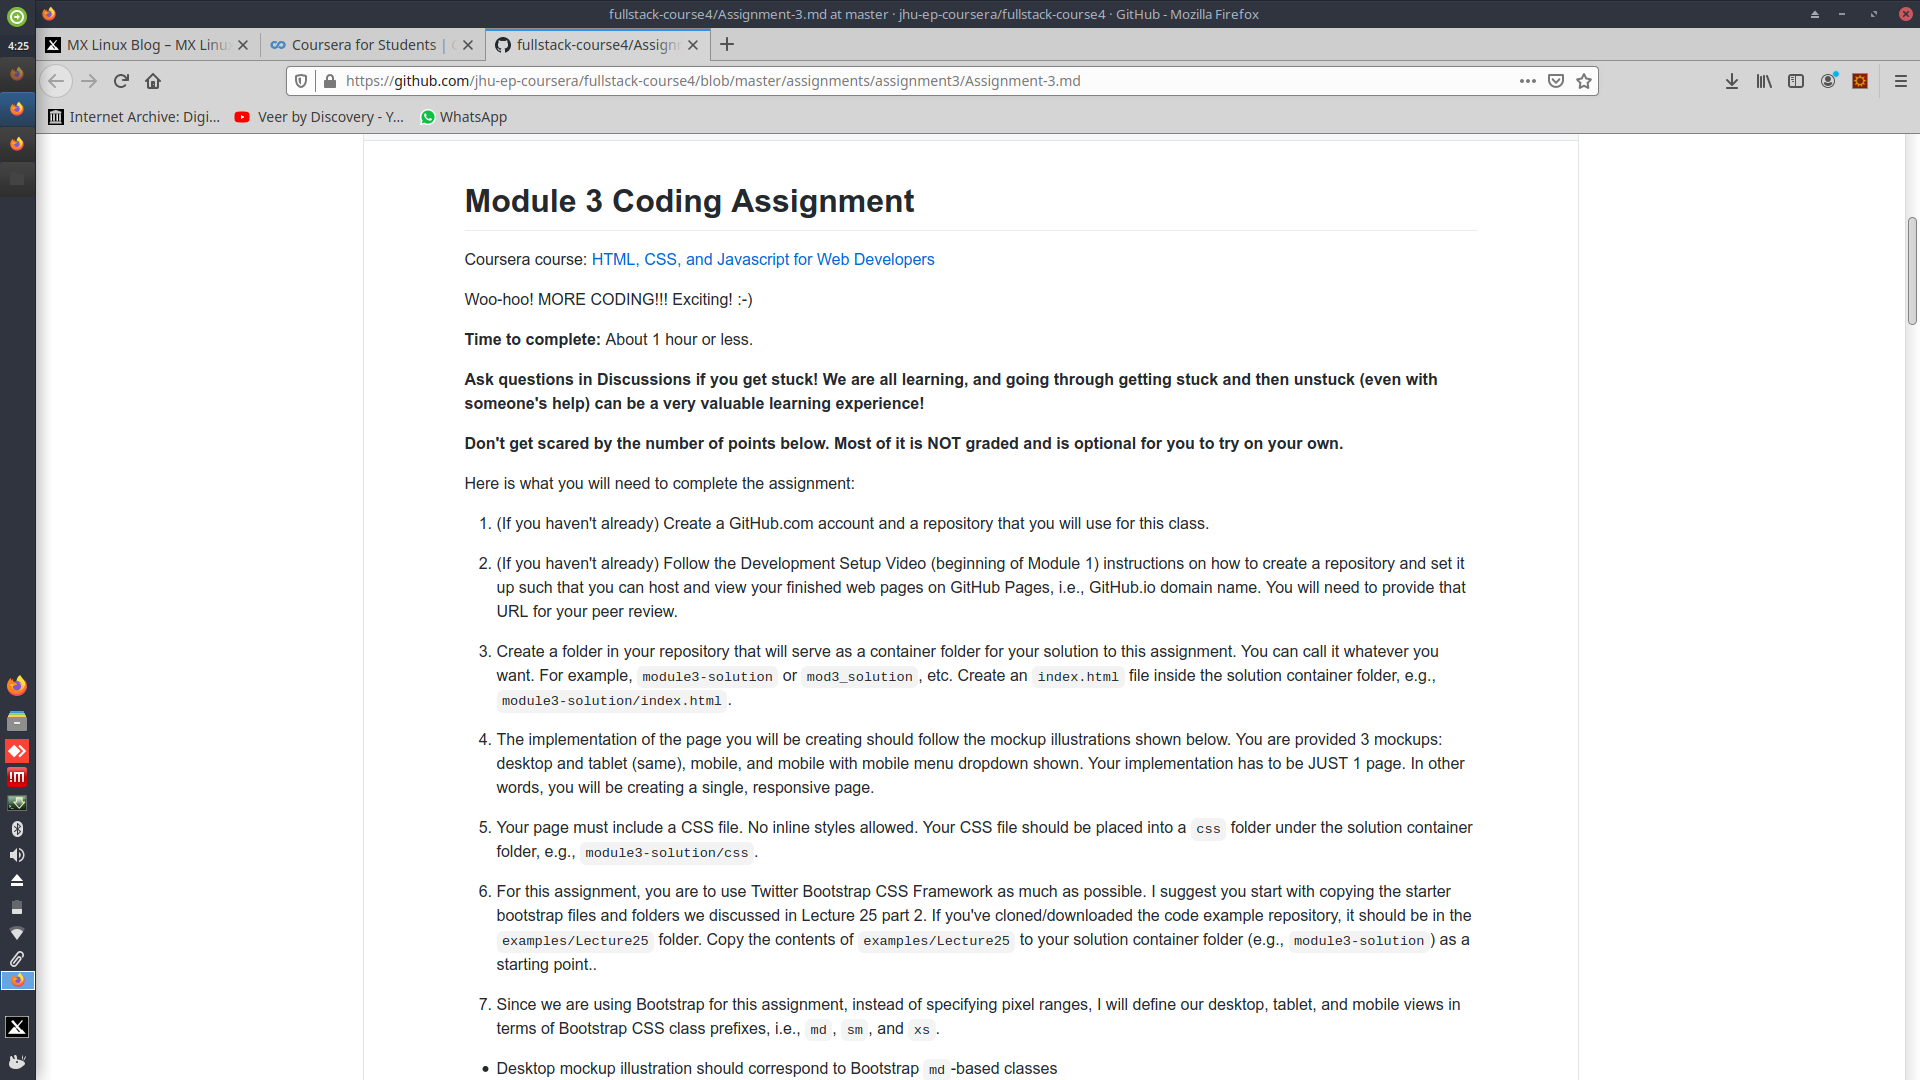 fullstack-course4/Assignment-3.md at master · jhu-ep-coursera/fullstack-course4 · GitHub - Mozilla Firefox
4:25
MX Linux Blog – MX Linu
Coursera for Students |
fullstack-course4/Assign
https://github.com/jhu-ep-coursera/fullstack-course4/blob/master/assignments/assignment3/Assignment-3.md
Internet Archive: Digi...
Veer by Discovery - Y...
WhatsApp
Module 3 Coding Assignment
Coursera course: HTML, CSS, and Javascript for Web Developers
Woo-hoo! MORE CODING!!! Exciting! :-)
Time to complete: About 1 hour or less.
Ask questions in Discussions if you get stuck! We are all learning, and going through getting stuck and then unstuck (even with
someone's help) can be a very valuable learning experience!
Don't get scared by the number of points below. Most of it is NOT graded and is optional for you to try on your own.
Here is what you will need to complete the assignment:
1. (If you haven't already) Create a GitHub.com account and a repository that you will use for this class.
2. (If you haven't already) Follow the Development Setup Video (beginning of Module 1) instructions on how to create a repository and set it
up such that you can host and view your finished web pages on GitHub Pages, i.e., GitHub.io domain name. You will need to provide that
URL for your peer review.
3. Create a folder in your repository that will serve as a container folder for your solution to this assignment. You can call it whatever you
want. For example, module3-solution or mod3_solution , etc. Create an index.html file inside the solution container folder, e.g.,
module3-solution/index.html .
4. The implementation of the page you will be creating should follow the mockup illustrations shown below. You are provided 3 mockups:
desktop and tablet (same), mobile, and mobile with mobile menu dropdown shown. Your implementation has to be JUST 1 page. In other
words, you will be creating a single, responsive page.
5. Your page must include a CSS file. No inline styles allowed. Your CSS file should be placed into a css folder under the solution container
folder, e.g., module3-solution/css .
6. For this assignment, you are to use Twitter Bootstrap CSS Framework as much as possible. I suggest you start with copying the starter
bootstrap files and folders we discussed in Lecture 25 part 2. If you've cloned/downloaded the code example repository, it should be in the
examples/Lecture25 folder. Copy the contents of examples/Lecture25 to your solution container folder (e.g., module3-solution ) as a
starting point..
7. Since we are using Bootstrap for this assignment, instead of specifying pixel ranges, I will define our desktop, tablet, and mobile views in
terms of Bootstrap CSS class prefixes, i.e., md , sm , and xs .
• Desktop mockup illustration should correspond to Bootstrap md -based classes